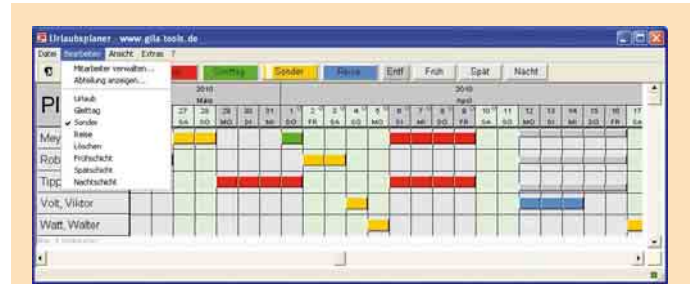 Urlaubsplaner - www.gila.tools.de
Datei Bearbeiten Ansicht Extras ?
Gleittag Sonder Reise Entf Früh Spät Nacht
Mitarbeiter verwalten...
Abteilung anzeigen...
Urlaub
Gleittag
Sonder
Reise
Löschen
Frühschicht
Spätschicht
Nachtschicht
Pl
2010 2010
März April
27 28 29 30 31 1 2 3 4 5 6 7 8 9 10 11 12 13 14 15 16 17
SA SO MO DI MI DO FR SA SO MO DI MI DO FR SA SO MO DI MI DO FR SA
Mey
Rob
Tipp
Volt, Viktor
Watt, Walter